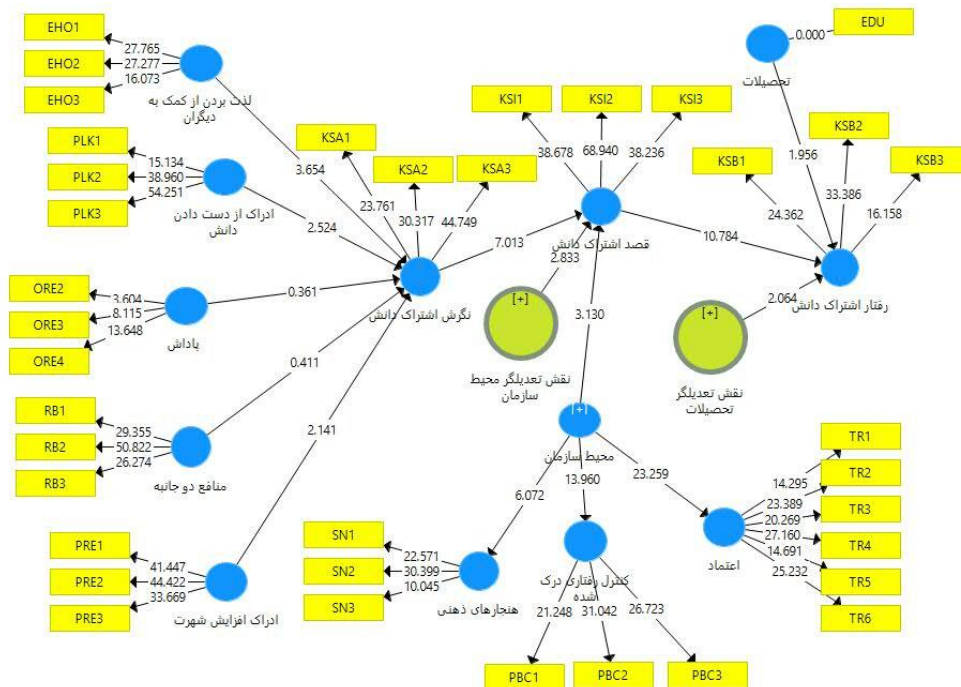 EHO1
EHO2
EHO3
27.765
27.277
16.073
لذت بردن از کمک به
دیگران
PLK1
PLK2
PLK3
15.134
38.960
54.251
ادراک از دست دادن
دانش
ORE2
ORE3
ORE4
3.604
8.115
13.648
پاداش
RB1
RB2
RB3
29.355
50.822
26.274
منافع دو جانبه
PRE1
PRE2
PRE3
41.447
44.422
33.669
ادراک افزایش شهرت
3.654
2.524
0.361
0.411
2.141
KSA1
KSA2
KSA3
23.761
30.317
44.749
نگرش اشتراک دانش
7.013
KSI1
KSI2
KSI3
38.678
68.940
38.236
قصد اشتراک دانش
2.833
[+]
نقش تعدیلگر محیط
سازمان
3.130
10.784
EDU
0.000
تحصیلات
1.956
KSB1
KSB2
KSB3
24.362
33.386
16.158
رفتار اشتراک دانش
2.064
[+]
نقش تعدیلگر
تحصیلات
[+]
محیط سازمان
6.072
13.960
23.259
SN1
SN2
SN3
22.571
30.399
10.045
هنجارهای ذهنی
کنترل رفتاری درک
شده
21.248
31.042
26.723
PBC1
PBC2
PBC3
اعتماد
14.295
23.389
20.269
27.160
14.691
25.232
TR1
TR2
TR3
TR4
TR5
TR6